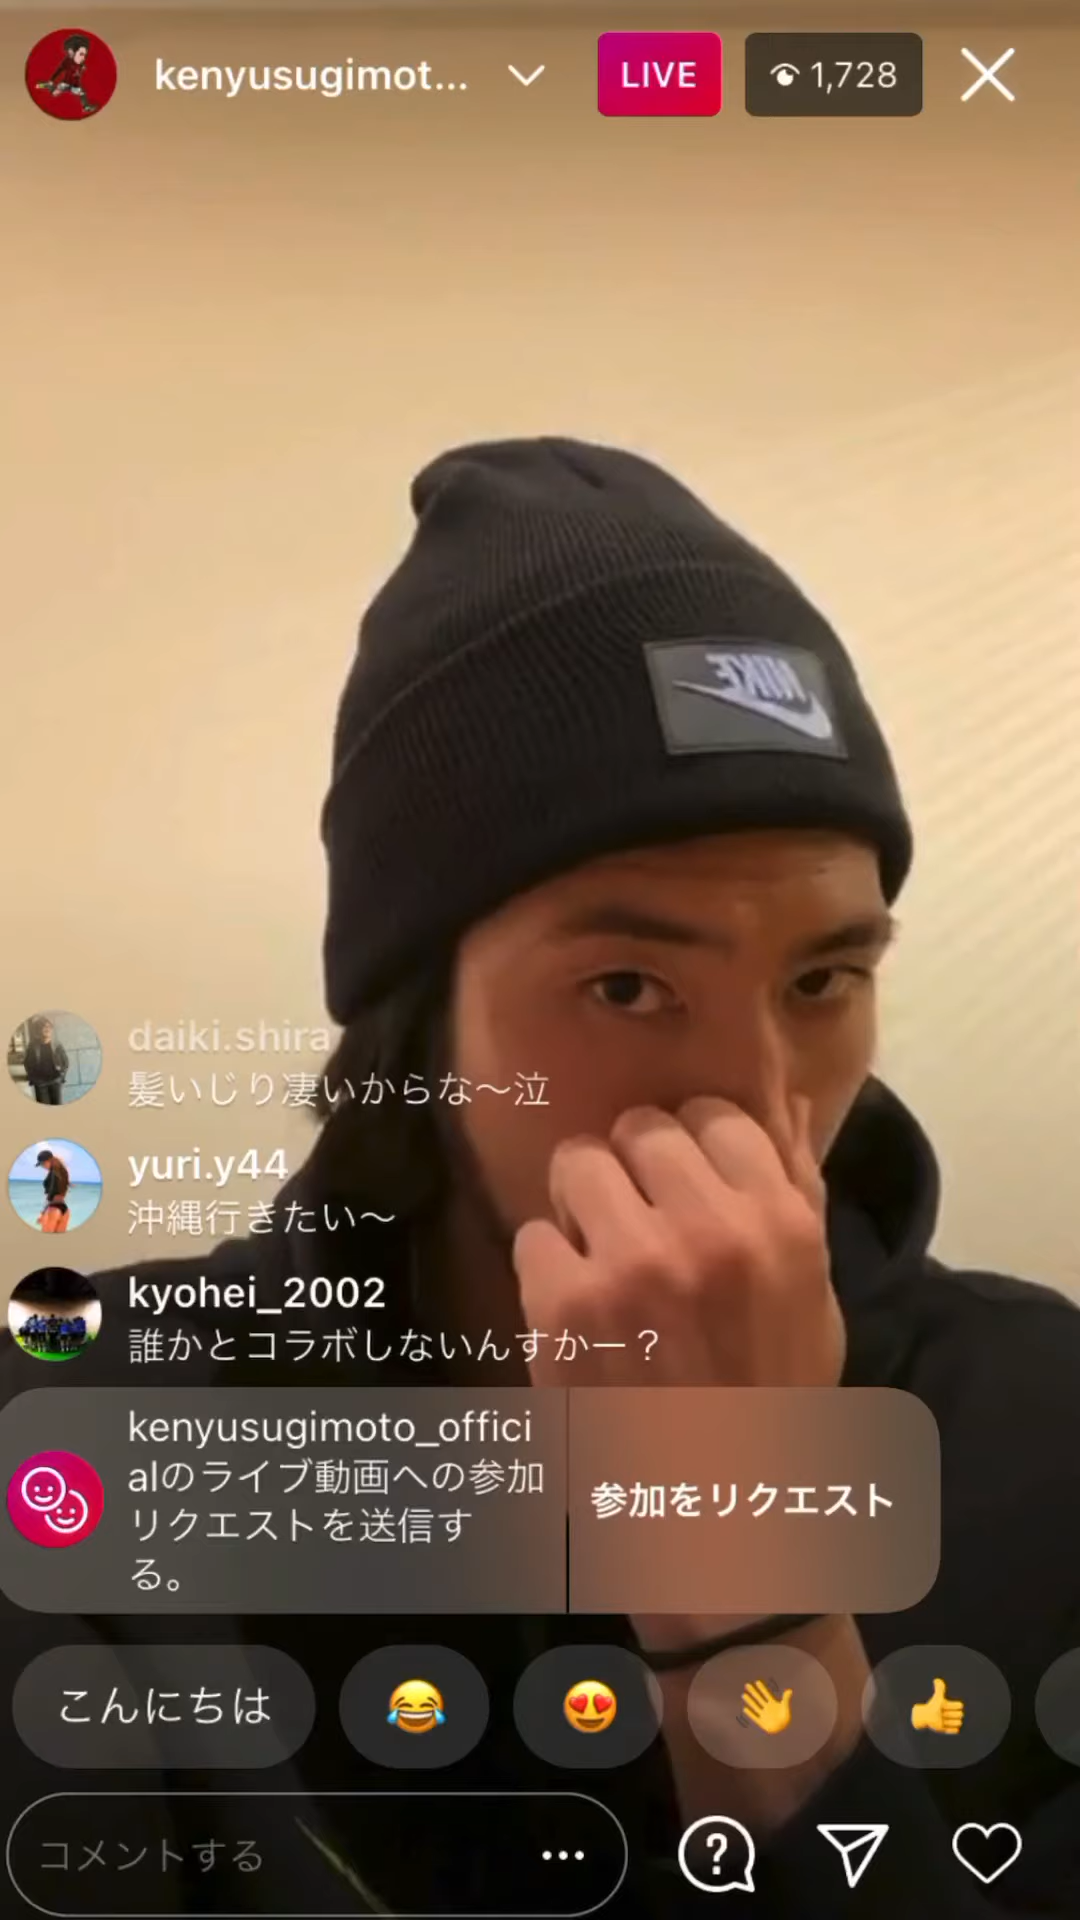 kenyusugimot...
LIVE
1,728
NIKE
daiki.shira
髪いじり凄いからな〜泣
yuri.y44
沖縄行きたい〜
kyohei_2002
誰かとコラボしないんすかー？
kenyusugimoto_offici
alのライブ動画への参加
リクエストを送信す
る。
参加をリクエスト
こんにちは
コメントする